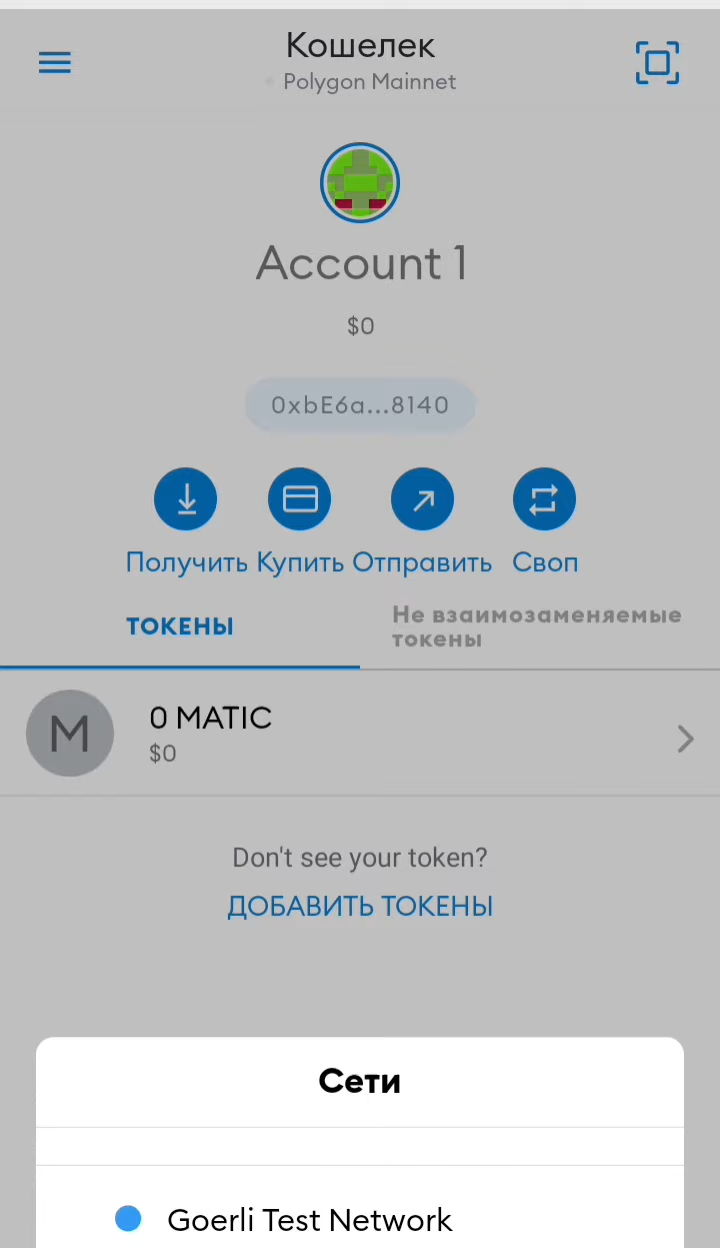 Кошелек
Polygon Mainnet
Account 1
$0
0xbE6a...8140
Получить Купить Отправить Своп
ТОКЕНЫ
Не взаимозаменяемые
токены
M
0 MATIC
$0
Don't see your token?
ДОБАВИТЬ ТОКЕНЫ
Сети
Goerli Test Network